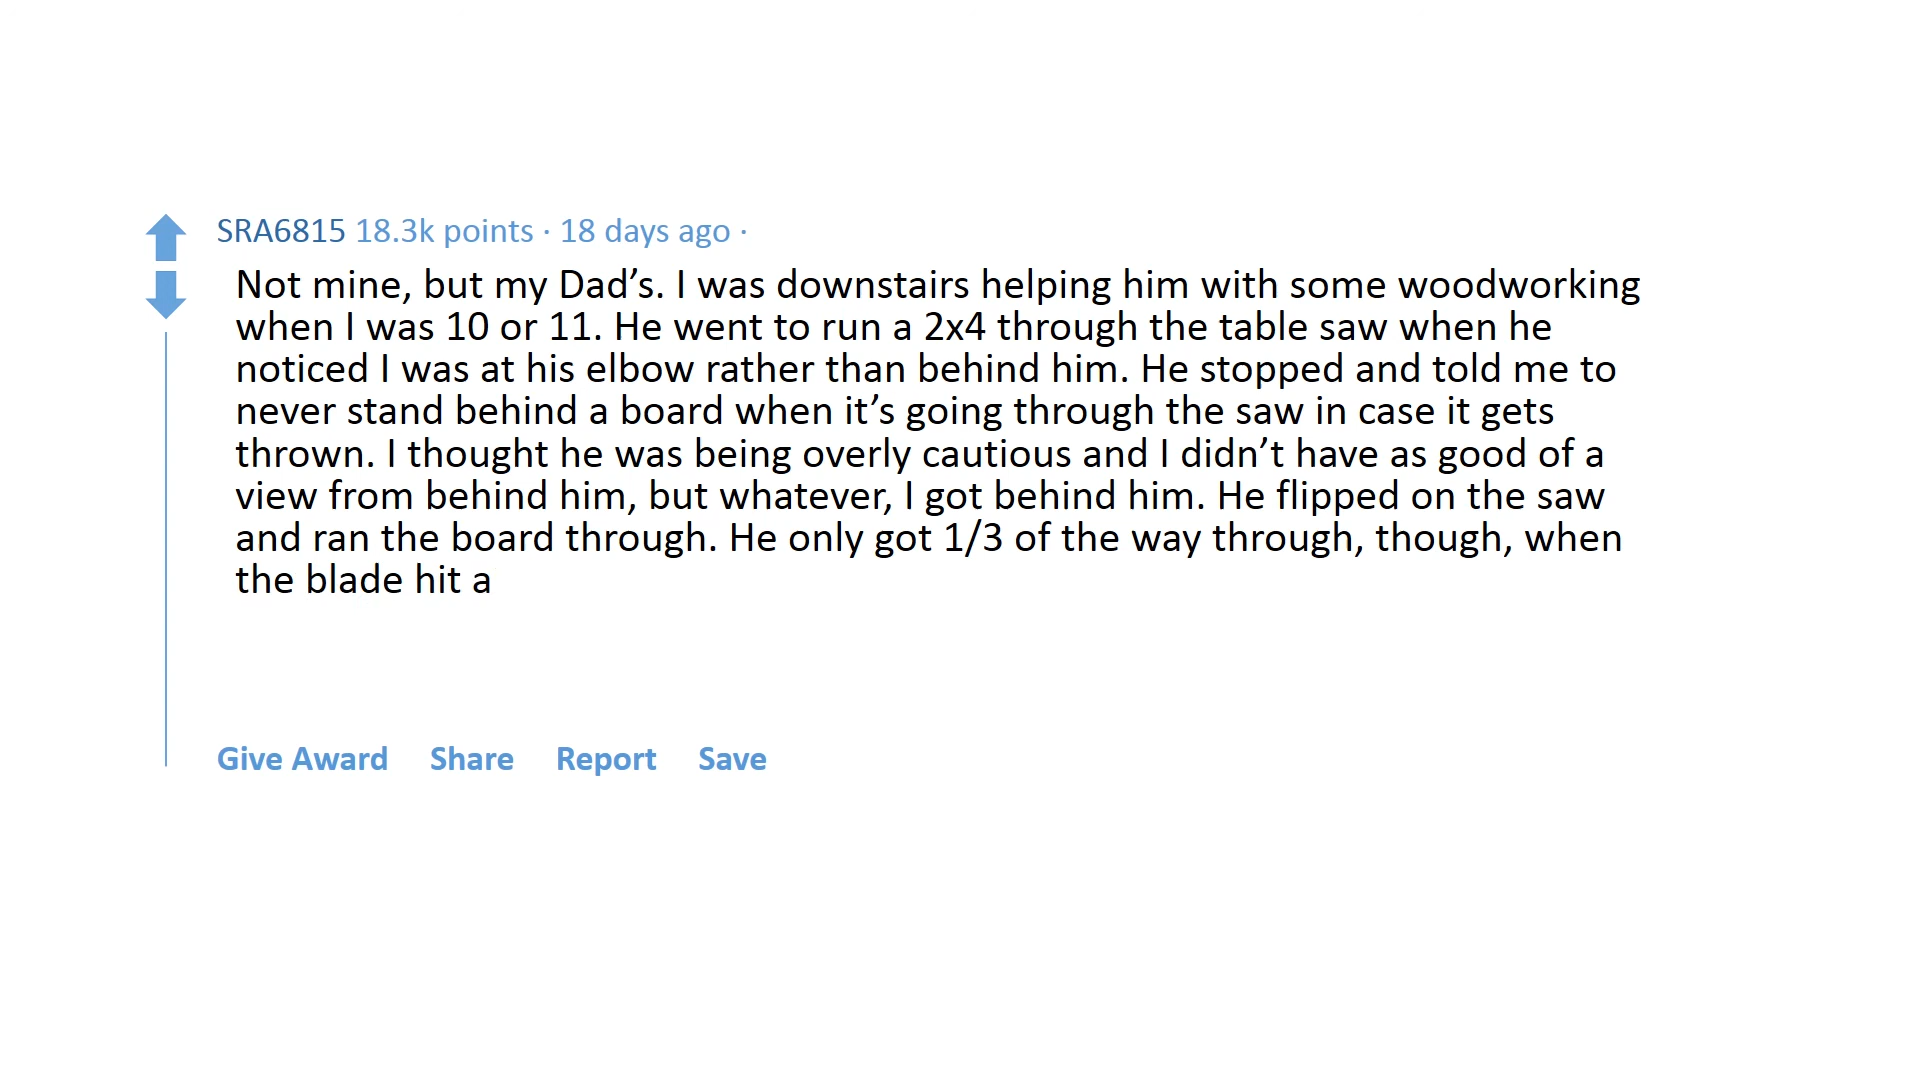 SRA6815 18.3k points · 18 days ago ·
Not mine, but my Dad’s. I was downstairs helping him with some woodworking
when I was 10 or 11. He went to run a 2x4 through the table saw when he
noticed I was at his elbow rather than behind him. He stopped and told me to
never stand behind a board when it’s going through the saw in case it gets
thrown. I thought he was being overly cautious and I didn’t have as good of a
view from behind him, but whatever, I got behind him. He flipped on the saw
and ran the board through. He only got 1/3 of the way through, though, when
the blade hit a
Give Award Share Report Save